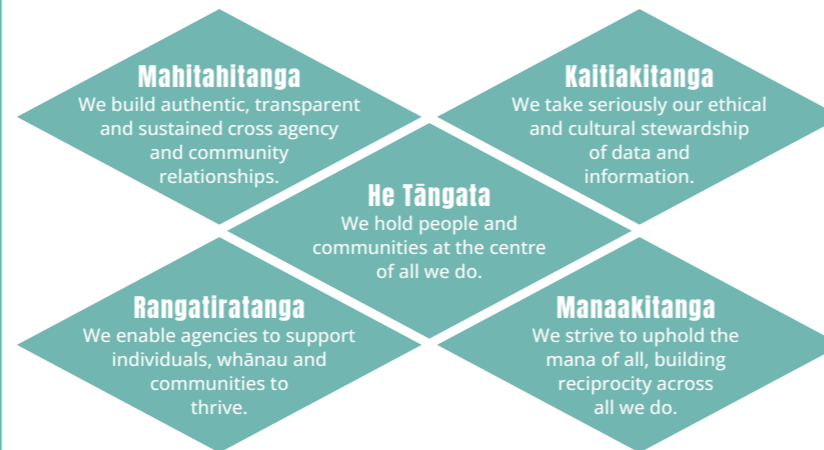 Mahitahitanga
We build authentic, transparent
and sustained cross agency
and community
relationships.
Kaitiakitanga
We take seriously our ethical
and cultural stewardship
of data and
information.
He Tāngata
We hold people and
communities at the centre
of all we do.
Rangatiratanga
We enable agencies to support
individuals, whānau and
communities to
thrive.
Manaakitanga
We strive to uphold the
mana of all, building
reciprocity across
all we do.